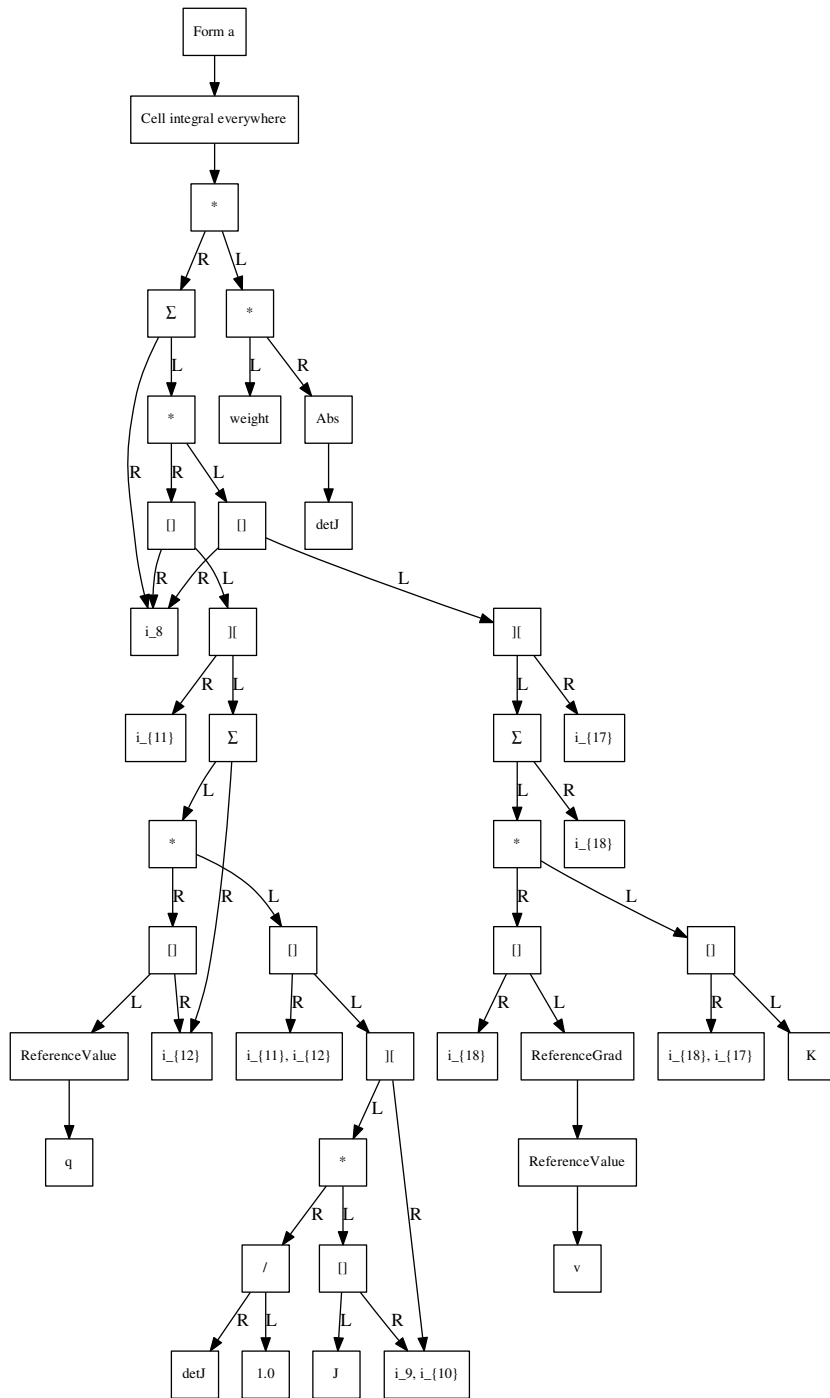 Form a
Cell integral everywhere
*
R L
Σ *
L L R
* weight Abs
R R L
[] [] detJ
R L R L
i_8 ][ ][
R L L R
i_{11} Σ Σ i_{17}
L L R
* * i_{18}
R R L R L
[] [] [] []
L R R L R L R L
ReferenceValue i_{12} i_{11}, i_{12} ][ i_{18} ReferenceGrad i_{18}, i_{17} K
L
q * ReferenceValue
R L R
/ [] v
R L L R
detJ 1.0 J i_9, i_{10}